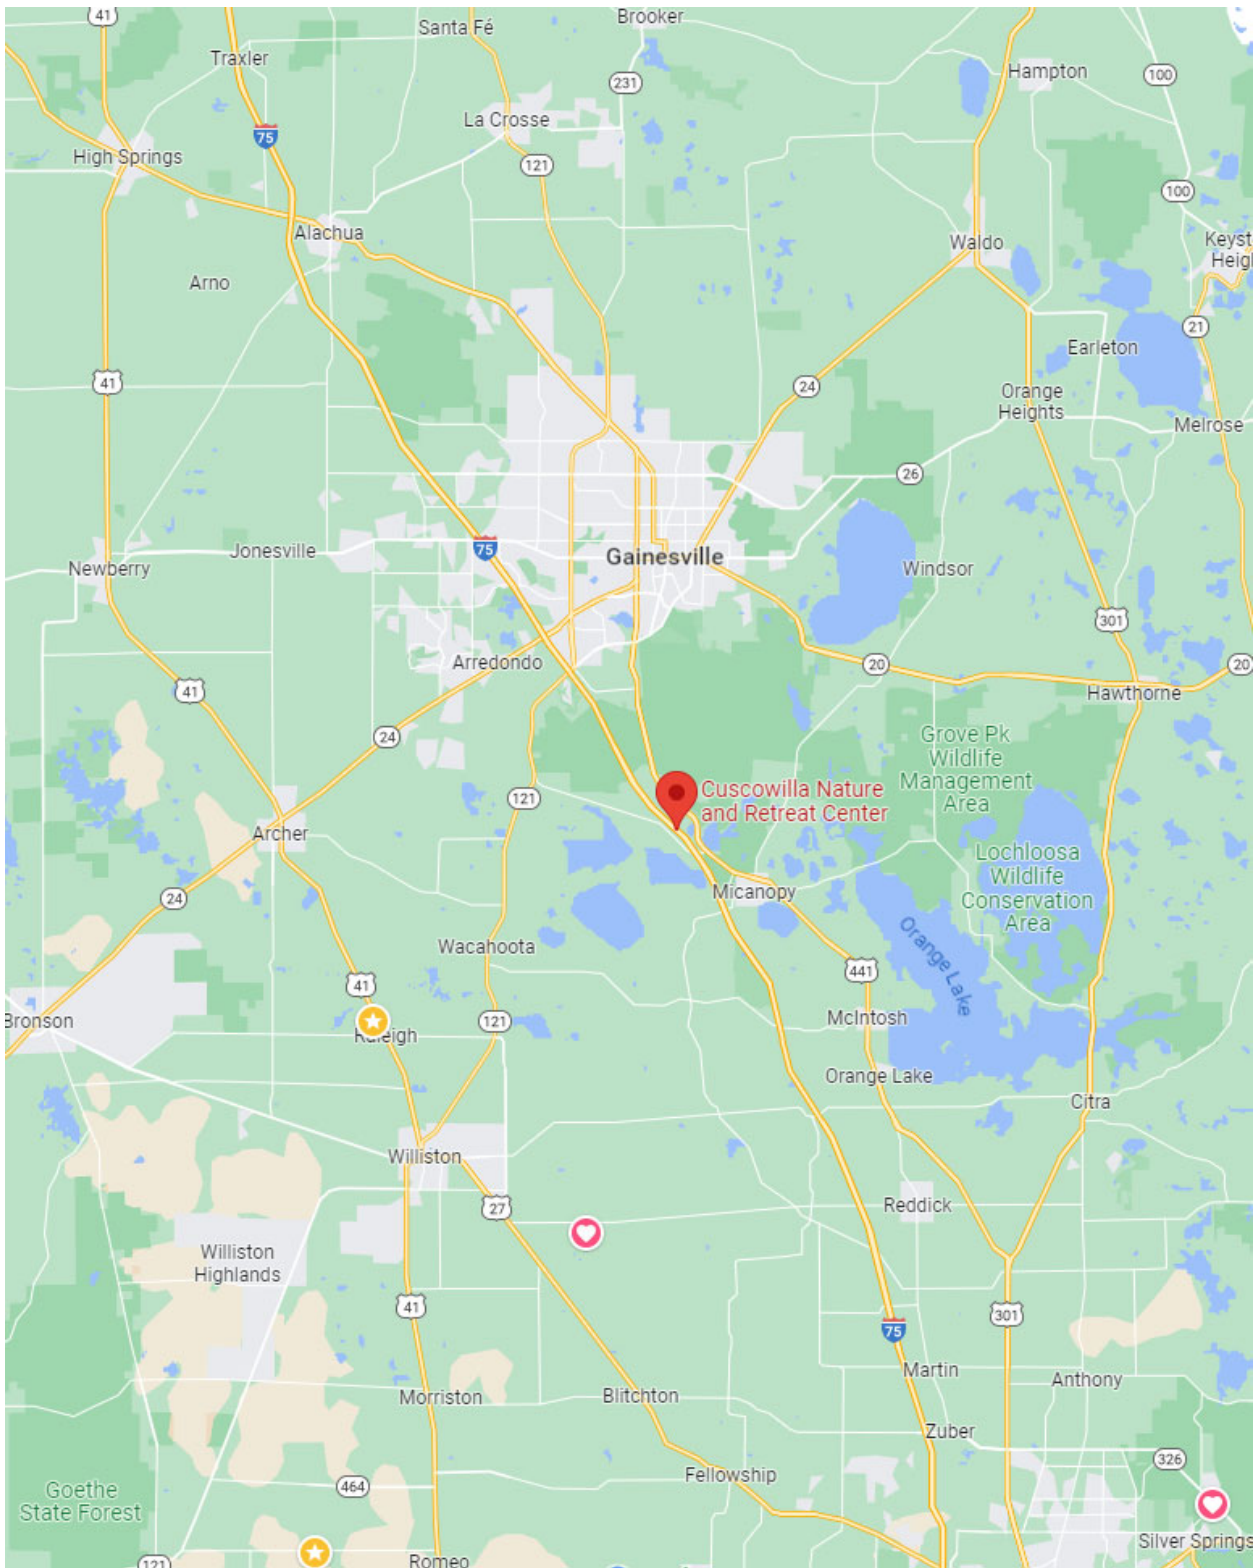 41
Santa Fé
Brooker
Traxler
Hampton
100
231
La Crosse
75
High Springs
121
100
Alachua
Waldo
Keyst
Heigl
Arno
21
Earleton
41
24
Orange
Heights
Melrose
26
75
Jonesville
Gainesville
Newberry
Windsor
301
Arredondo
20
20
41
Hawthorne
24
Grove Pk
Wildlife
Management
Area
Cuscowilla Nature
and Retreat Center
121
Archer
Lochloosa
Wildlife
Conservation
Area
24
Micanopy
Wacahoota
Orange Lake
441
41
Bronson
121
McIntosh
Raleigh
Orange Lake
Citra
Williston
27
Reddick
Williston
Highlands
41
301
75
Martin
Anthony
Morriston
Blitchton
Zuber
326
Fellowship
464
Goethe
State Forest
Silver Springs
121
Romeo